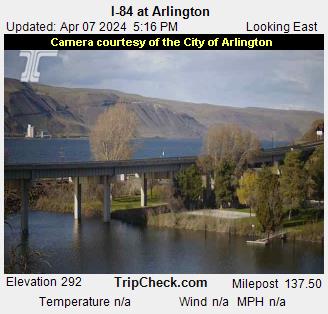 I-84 at Arlington
Updated: Apr 07 2024 5:16 PM Looking East
Camera courtesy of the City of Arlington
Elevation 292 TripCheck.com Milepost 137.50
Temperature n/a Wind n/a MPH n/a